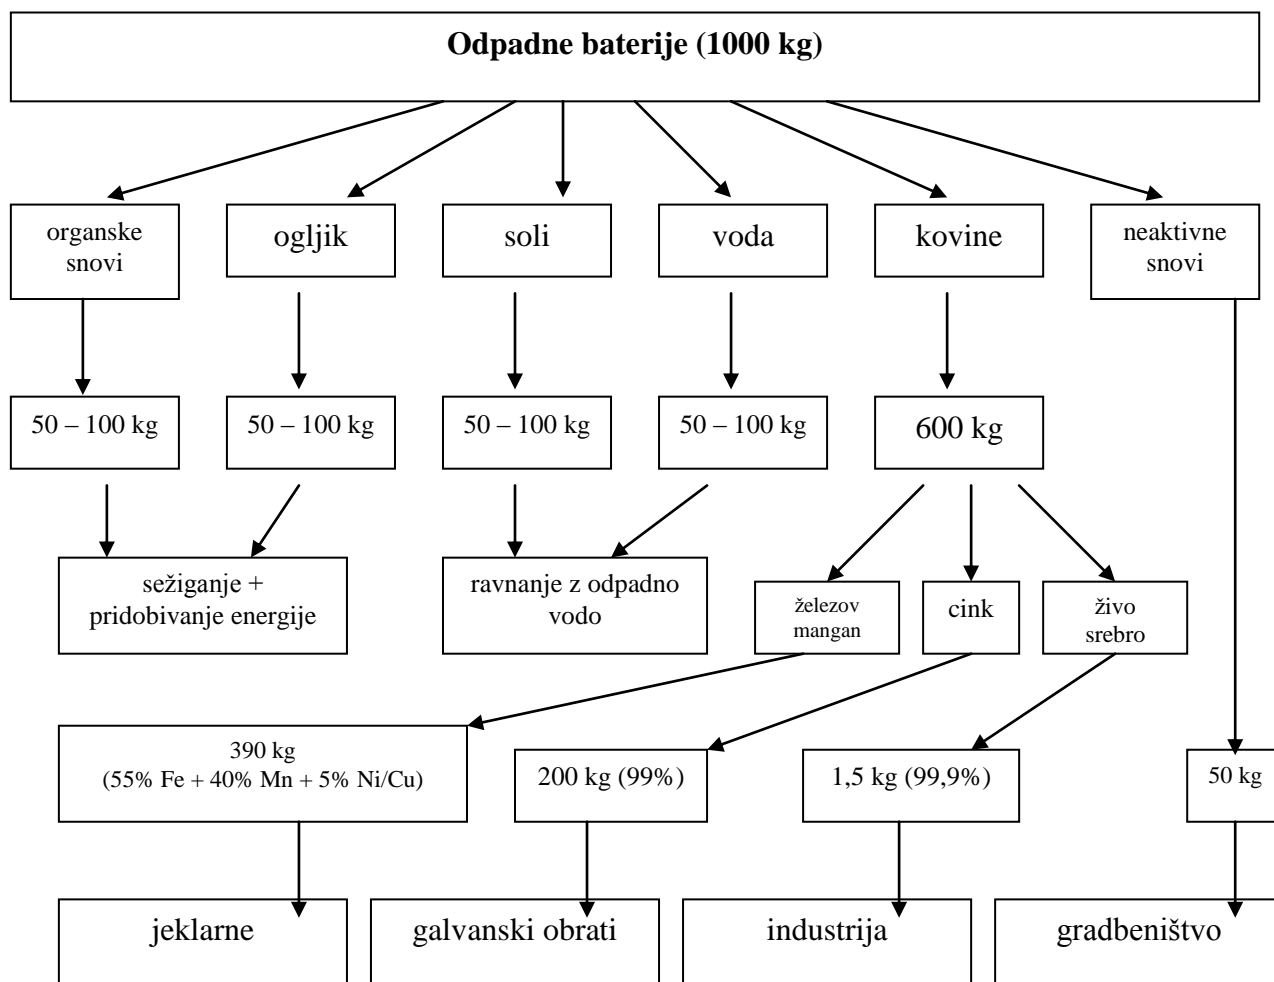 Odpadne baterije (1000 kg)
organske
snovi
ogljik
soli
voda
kovine
neaktivne
snovi
50 – 100 kg
50 – 100 kg
50 – 100 kg
50 – 100 kg
600 kg
sežiganje +
pridobivanje energije
ravnanje z odpadno
vodo
železov
mangan
cink
živo
srebro
390 kg
(55% Fe + 40% Mn + 5% Ni/Cu)
200 kg (99%)
1,5 kg (99,9%)
50 kg
jeklarne
galvanski obrati
industrija
gradbeništvo